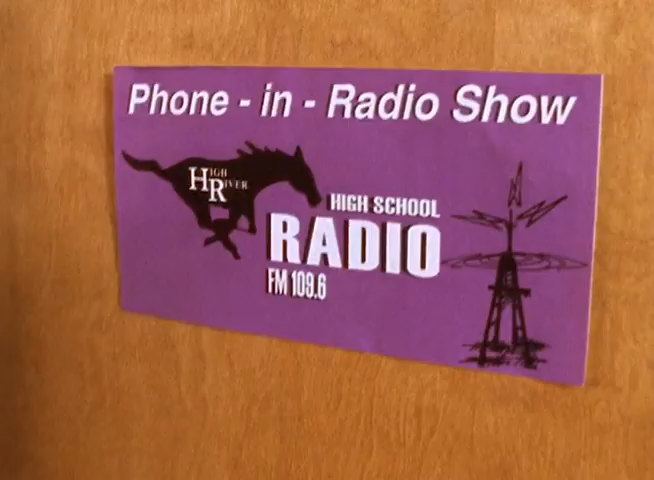 Phone - in - Radio Show
HIGH
RIVER
HIGH SCHOOL
RADIO
FM 109.6